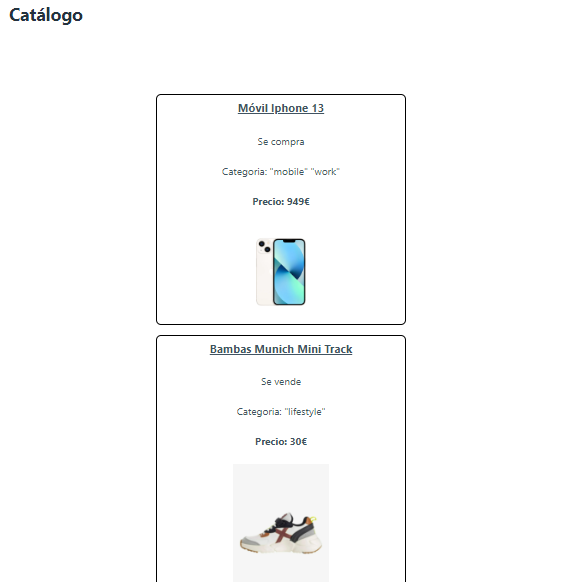 Catálogo
Móvil Iphone 13
Se compra
Categoria: "mobile" "work"
Precio: 949€
Bambas Munich Mini Track
Se vende
Categoria: "lifestyle"
Precio: 30€